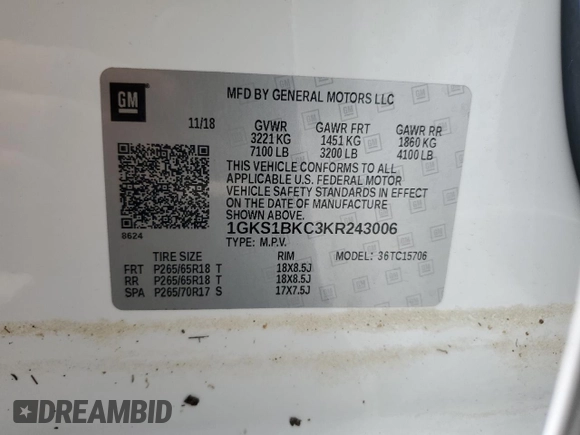 GM
MFD BY GENERAL MOTORS LLC
11/18 GVWR GAWR FRT GAWR RR
3221 KG 1451 KG 1860 KG
7100 LB 3200 LB 4100 LB
THIS VEHICLE CONFORMS TO ALL
APPLICABLE U.S. FEDERAL MOTOR
VEHICLE SAFETY STANDARDS IN EFFECT
ON THE DATE OF MANUFACTURE
SHOWN ABOVE.
8624
1GKS1BKC3KR243006
TYPE: M.P.V. MODEL: 36TC15706
TIRE SIZE RIM
FRT P265/65R18 T 18X8.5J
RR P265/65R18 T 18X8.5J
SPA P265/70R17 S 17X7.5J
DREAMBID